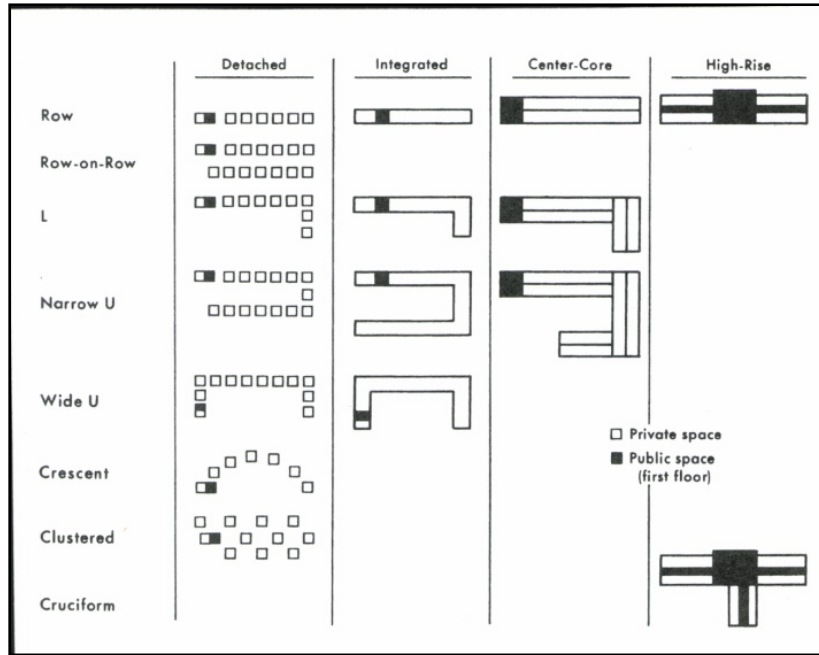 Detached Integrated Center-Core High-Rise
Row
Row-on-Row
L
Narrow U
Wide U
Private space
Public space
(first floor)
Crescent
Clustered
Cruciform